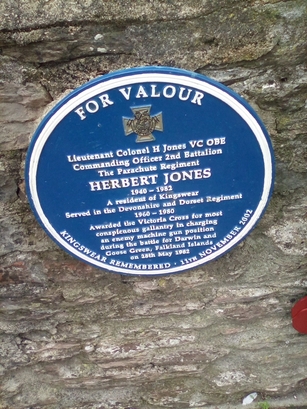 FOR VALOUR
Lieutenant Colonel H Jones VC OBE
Commanding Officer 2nd Battalion
The Parachute Regiment
HERBERT JONES
1940 - 1982
A resident of Kingswear
Served in the Devonshire and Dorset Regiment
1960 - 1980
Awarded the Victoria Cross for most
conspicuous gallantry in charging
an enemy machine gun position
during the battle for Darwin and
Goose Green, Falkland Islands
on 28th May 1982
KINGSWEAR REMEMBERED · 11TH NOVEMBER 2002